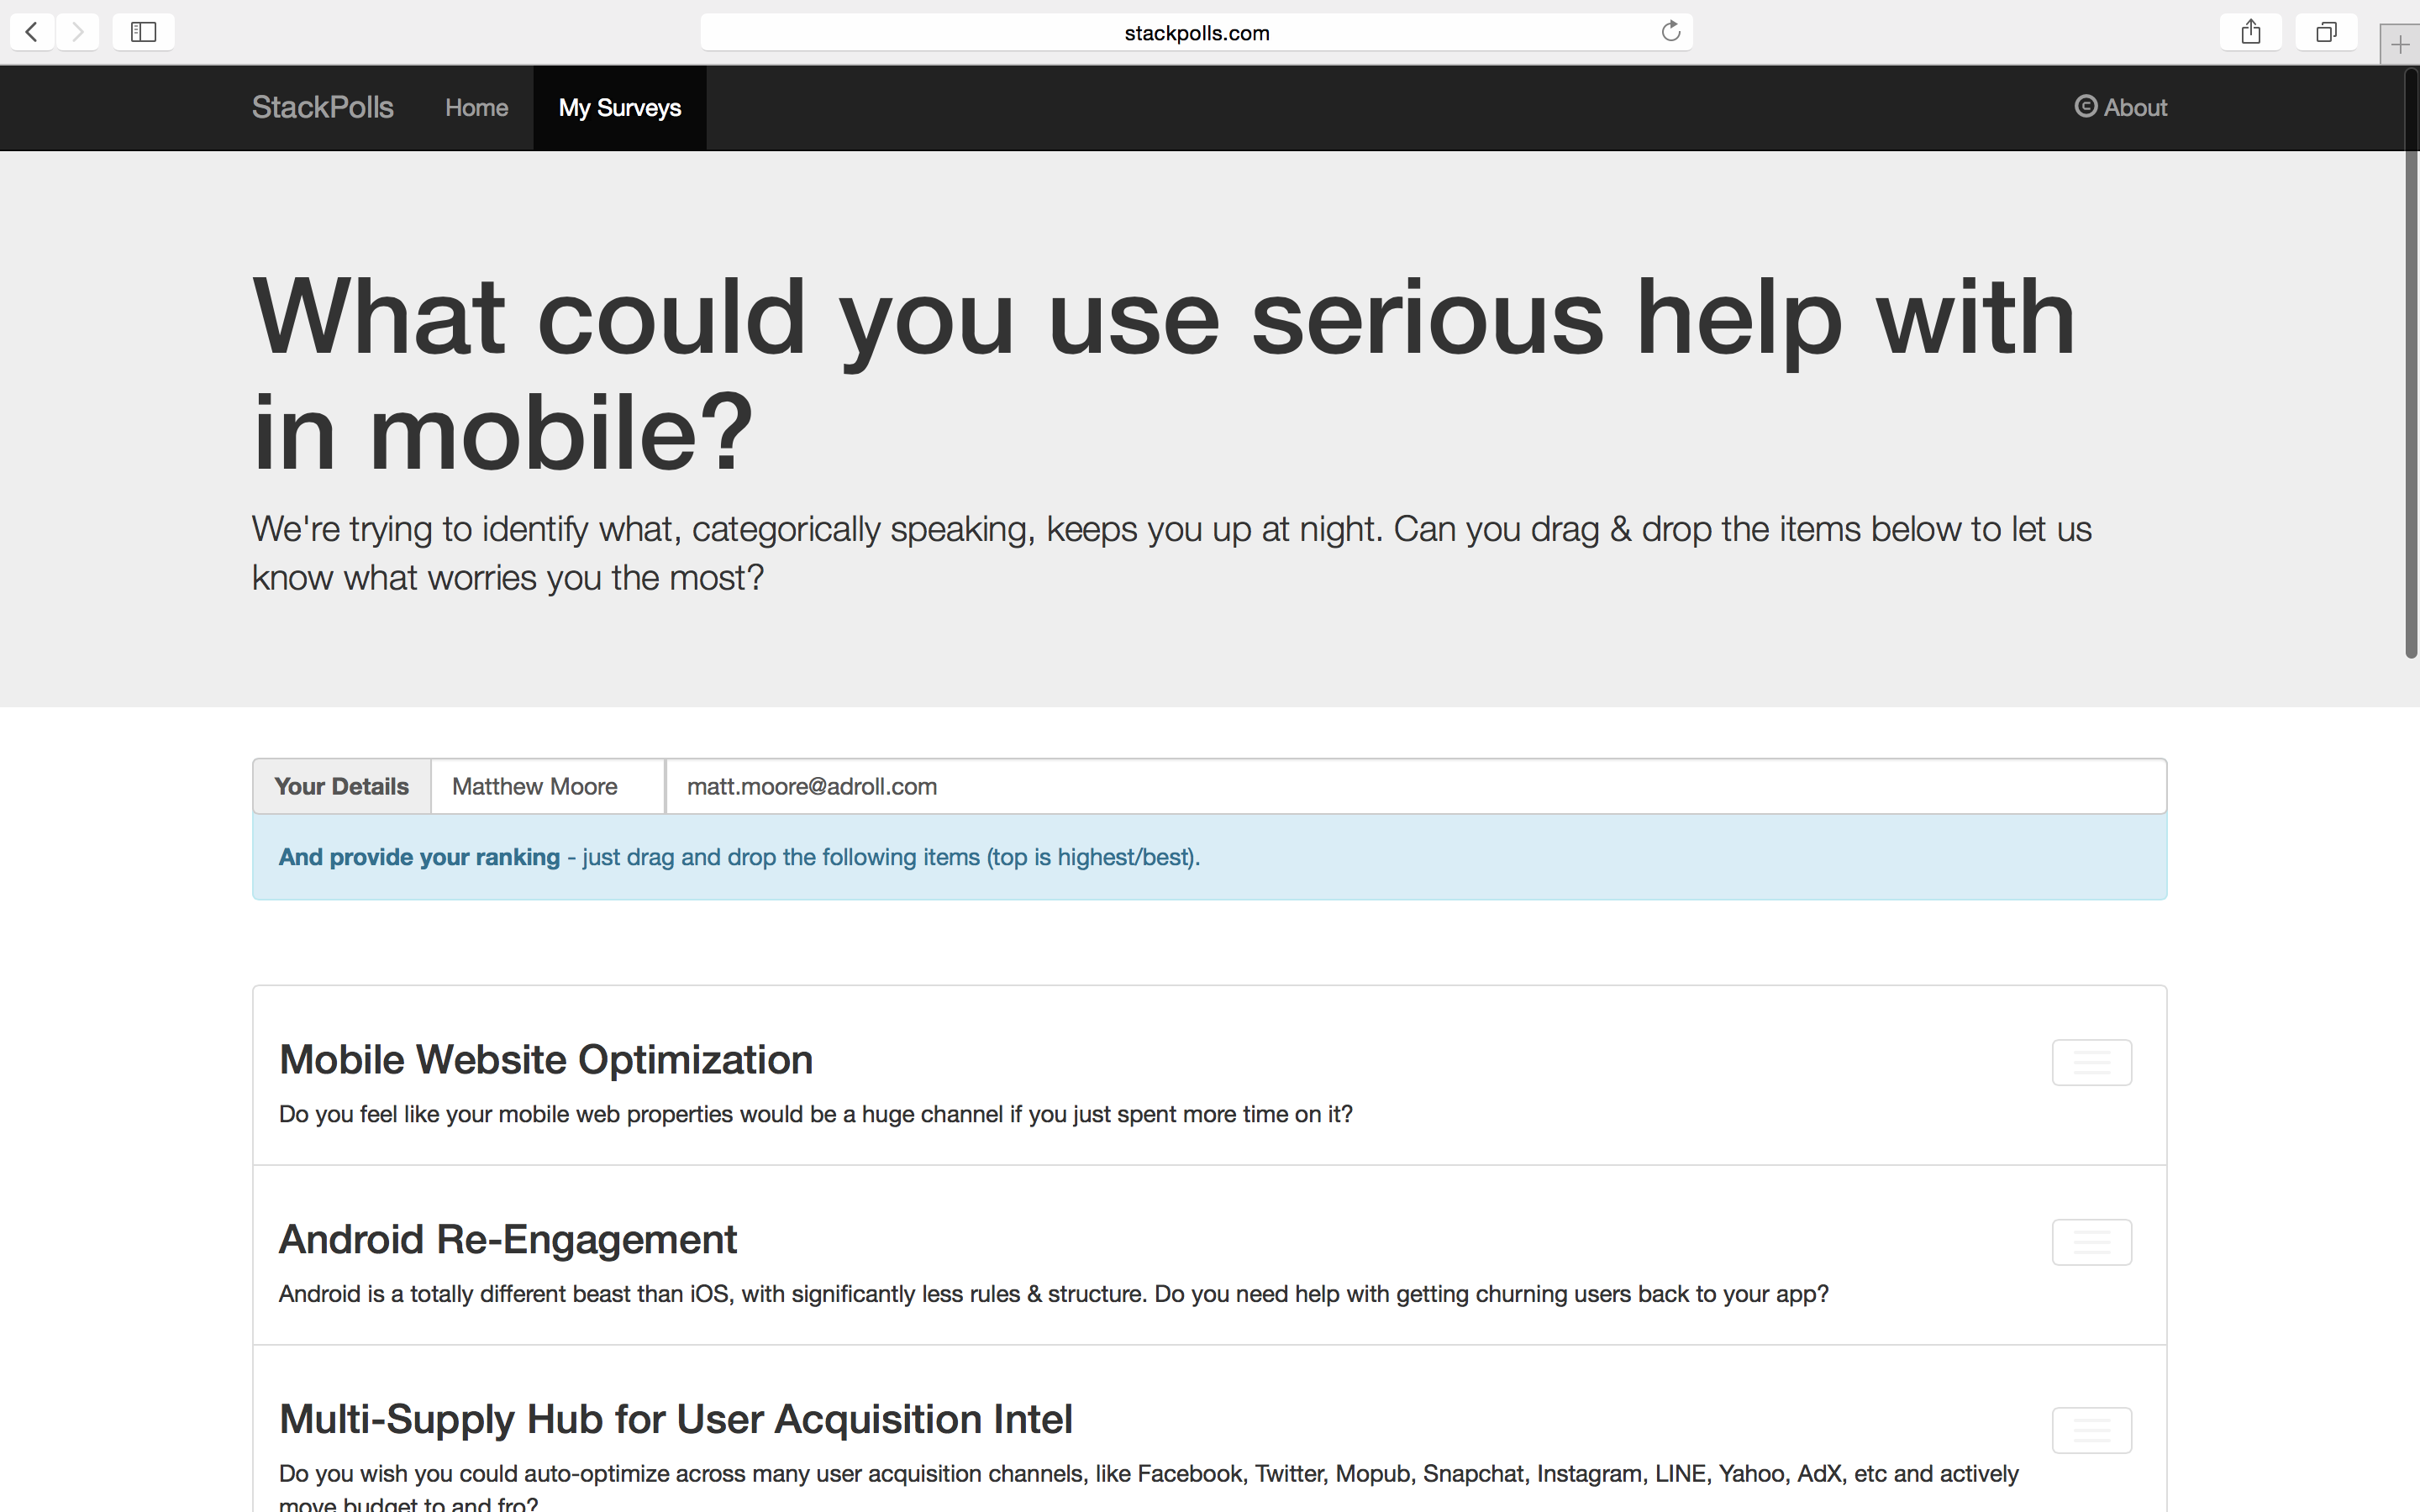 stackpolls.com
StackPolls Home My Surveys About
What could you use serious help with
in mobile?
We're trying to identify what, categorically speaking, keeps you up at night. Can you drag & drop the items below to let us
know what worries you the most?
Your Details Matthew Moore matt.moore@adroll.com
And provide your ranking - just drag and drop the following items (top is highest/best).
Mobile Website Optimization
Do you feel like your mobile web properties would be a huge channel if you just spent more time on it?
Android Re-Engagement
Android is a totally different beast than iOS, with significantly less rules & structure. Do you need help with getting churning users back to your app?
Multi-Supply Hub for User Acquisition Intel
Do you wish you could auto-optimize across many user acquisition channels, like Facebook, Twitter, Mopub, Snapchat, Instagram, LINE, Yahoo, AdX, etc and actively
move budget to and fro?